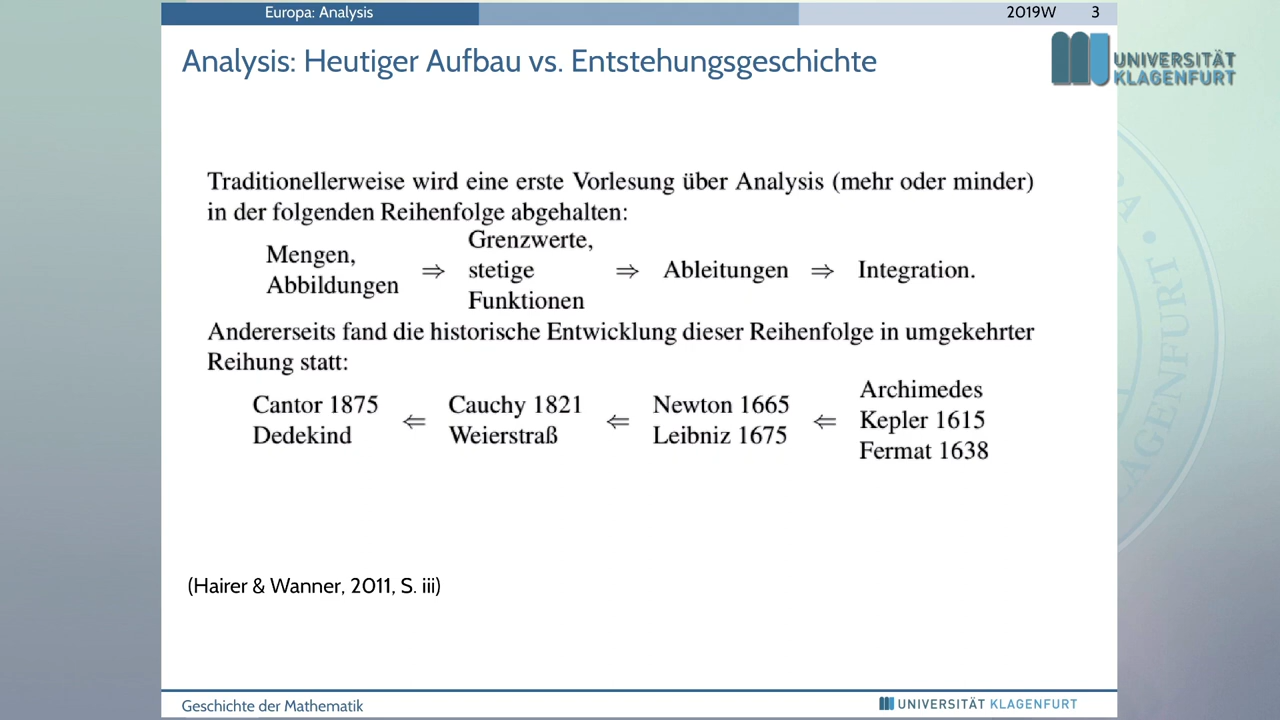 Europa: Analysis 2019W 3
Analysis: Heutiger Aufbau vs. Entstehungsgeschichte
UNIVERSITÄT
KLAGENFURT
Traditionellerweise wird eine erste Vorlesung über Analysis (mehr oder minder)
in der folgenden Reihenfolge abgehalten:
Mengen,
Abbildungen
⇒
Grenzwerte,
stetige
Funktionen
⇒ Ableitungen ⇒ Integration.
Andererseits fand die historische Entwicklung dieser Reihenfolge in umgekehrter
Reihung statt:
Cantor 1875
Dedekind
⇐
Cauchy 1821
Weierstraß
⇐
Newton 1665
Leibniz 1675
⇐
Archimedes
Kepler 1615
Fermat 1638
(Hairer & Wanner, 2011, S. iii)
Geschichte der Mathematik UNIVERSITÄT KLAGENFURT
KLAGENFURT